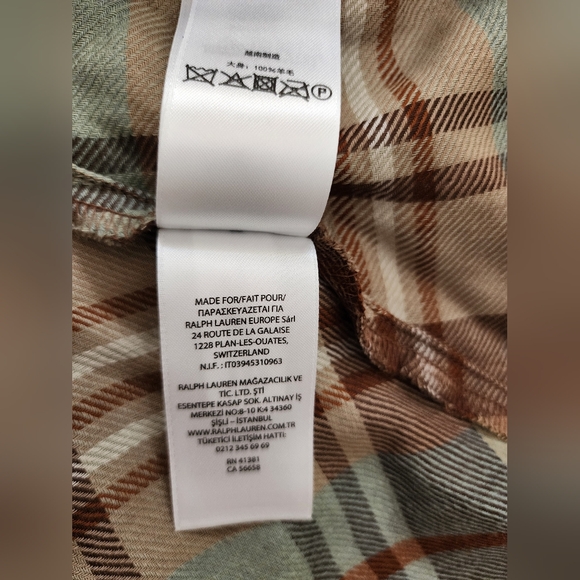 越南制造
大身: 100%羊毛
P
MADE FOR/FAIT POUR/
ΠΑΡΑΣΚΕΥΑΖΕΤΑΙ ΓΙΑ
RALPH LAUREN EUROPE Sàrl
24 ROUTE DE LA GALAISE
1228 PLAN-LES-OUATES,
SWITZERLAND
N.I.F. : IT03945310963
RALPH LAUREN MAĞAZACILIK VE
TİC. LTD. ŞTİ
ESENTEPE KASAP SOK. ALTINAY İŞ
MERKEZİ NO:8-10 K:4 34360
ŞİŞLİ – İSTANBUL
WWW.RALPHLAUREN.COM
TÜKETİCİ İLETİŞİM HATTI:
0212 345 69 69
RN 41381
CA 56658